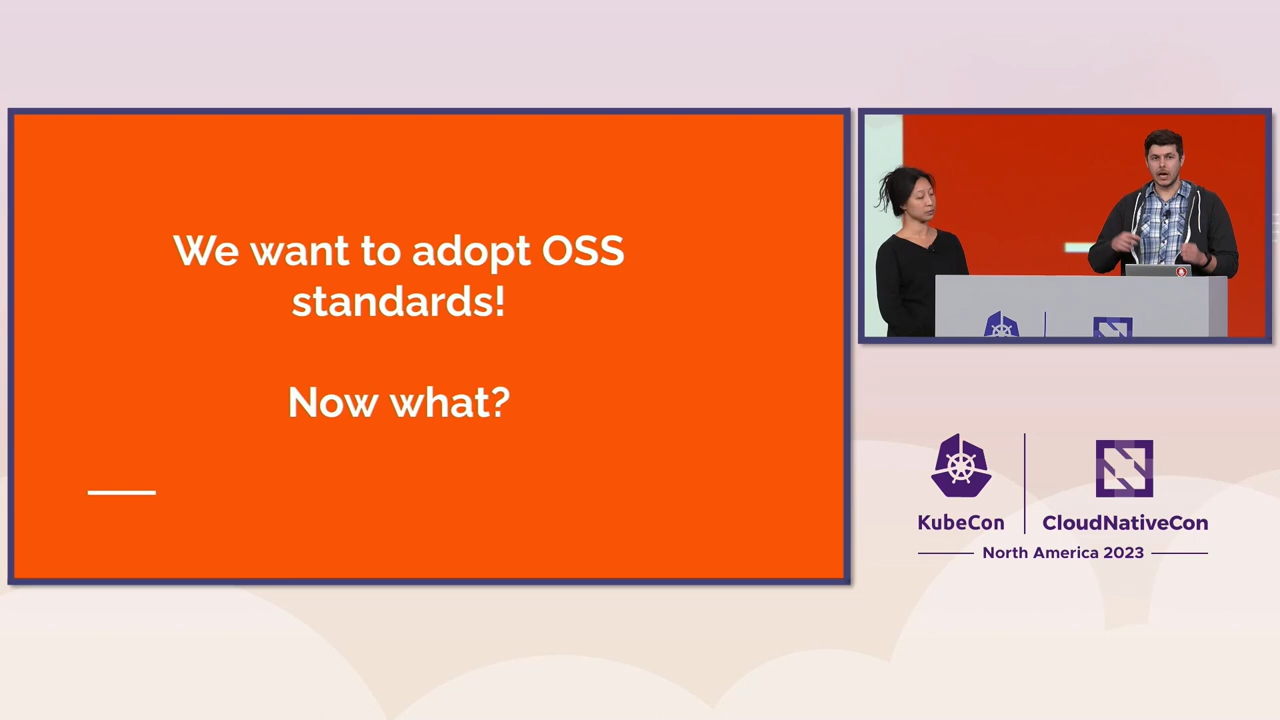 We want to adopt OSS
standards!
Now what?
KubeCon
CloudNativeCon
North America 2023